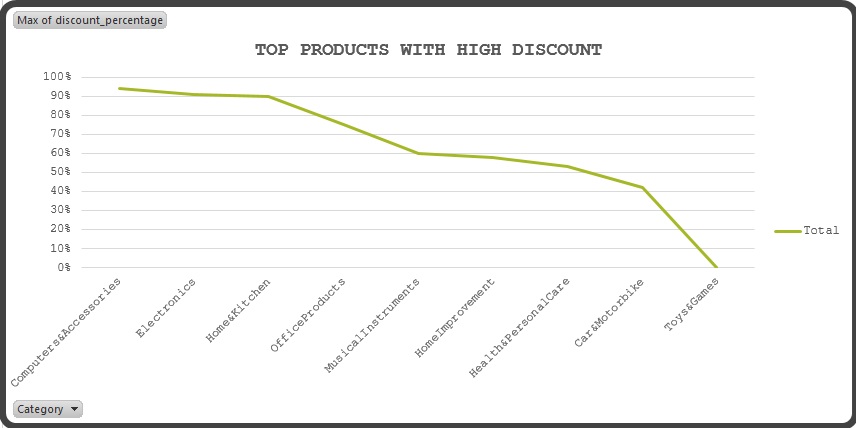 Max of discount_percentage
TOP PRODUCTS WITH HIGH DISCOUNT
100%
90%
80%
70%
60%
50%
40%
30%
20%
10%
0%
Total
Computers&Accessories
Electronics
Home&Kitchen
OfficeProducts
MusicalInstruments
HomeImprovement
Health&PersonalCare
Car&Motorbike
Toys&Games
Category